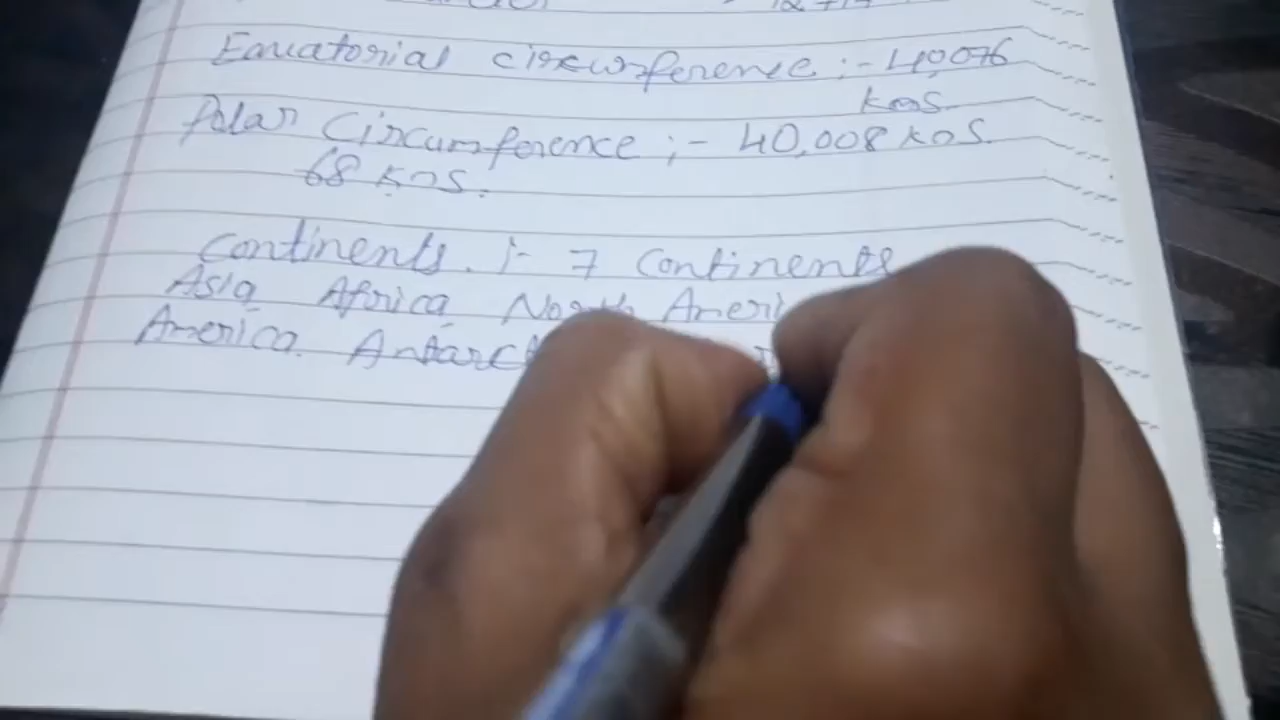 Equatorial circumference :- 40,076
kms.
Polar Circumference ;- 40,008 kms.
68 kms.
Continents. :- 7 Continents
Asia Africa North
America. Antarc